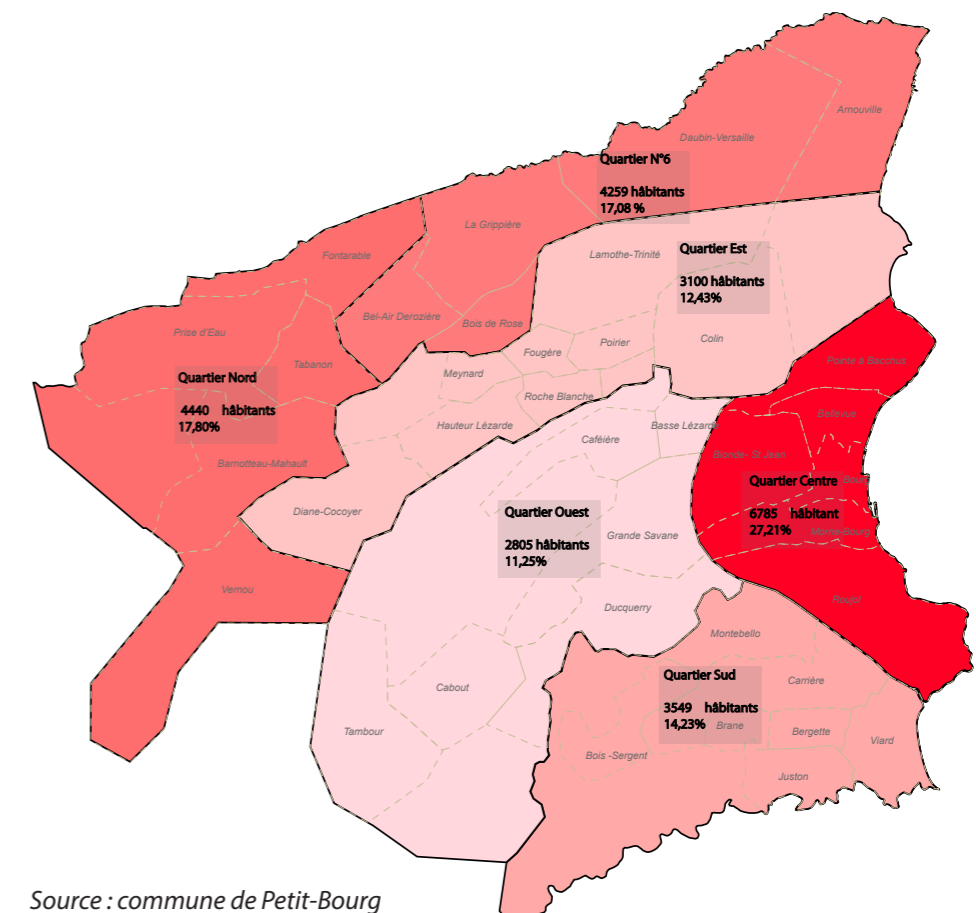 Arnouville
Daubin-Versaille
Quartier N°6
4259 hâbitants
17,08 %
La Grippière
Fontarable
Lamothe-Trinité
Quartier Est
3100 hâbitants
12,43%
Bel-Air Derozière
Bois de Rose
Prise d'Eau
Tabanon
Fougère
Poirier
Colin
Pointe à Bacchus
Meynard
Quartier Nord
4440 hâbitants
17,80%
Roche Blanche
Hauteur Lézarde
Caféière
Basse Lézarde
Bellevue
Barnotteau-Mahault
Blonde- St Jean
Quartier Centre
Bourg
6785 hâbitant
27,21%
Morne-Bourg
Diane-Cocoyer
Quartier Ouest
2805 hâbitants
11,25%
Grande Savane
Vernou
Ducquerry
Roujol
Montebello
Quartier Sud
3549 hâbitants
14,23%
Carrière
Cabout
Tambour
Brane
Bergette
Viard
Bois -Sergent
Juston
Source : commune de Petit-Bourg